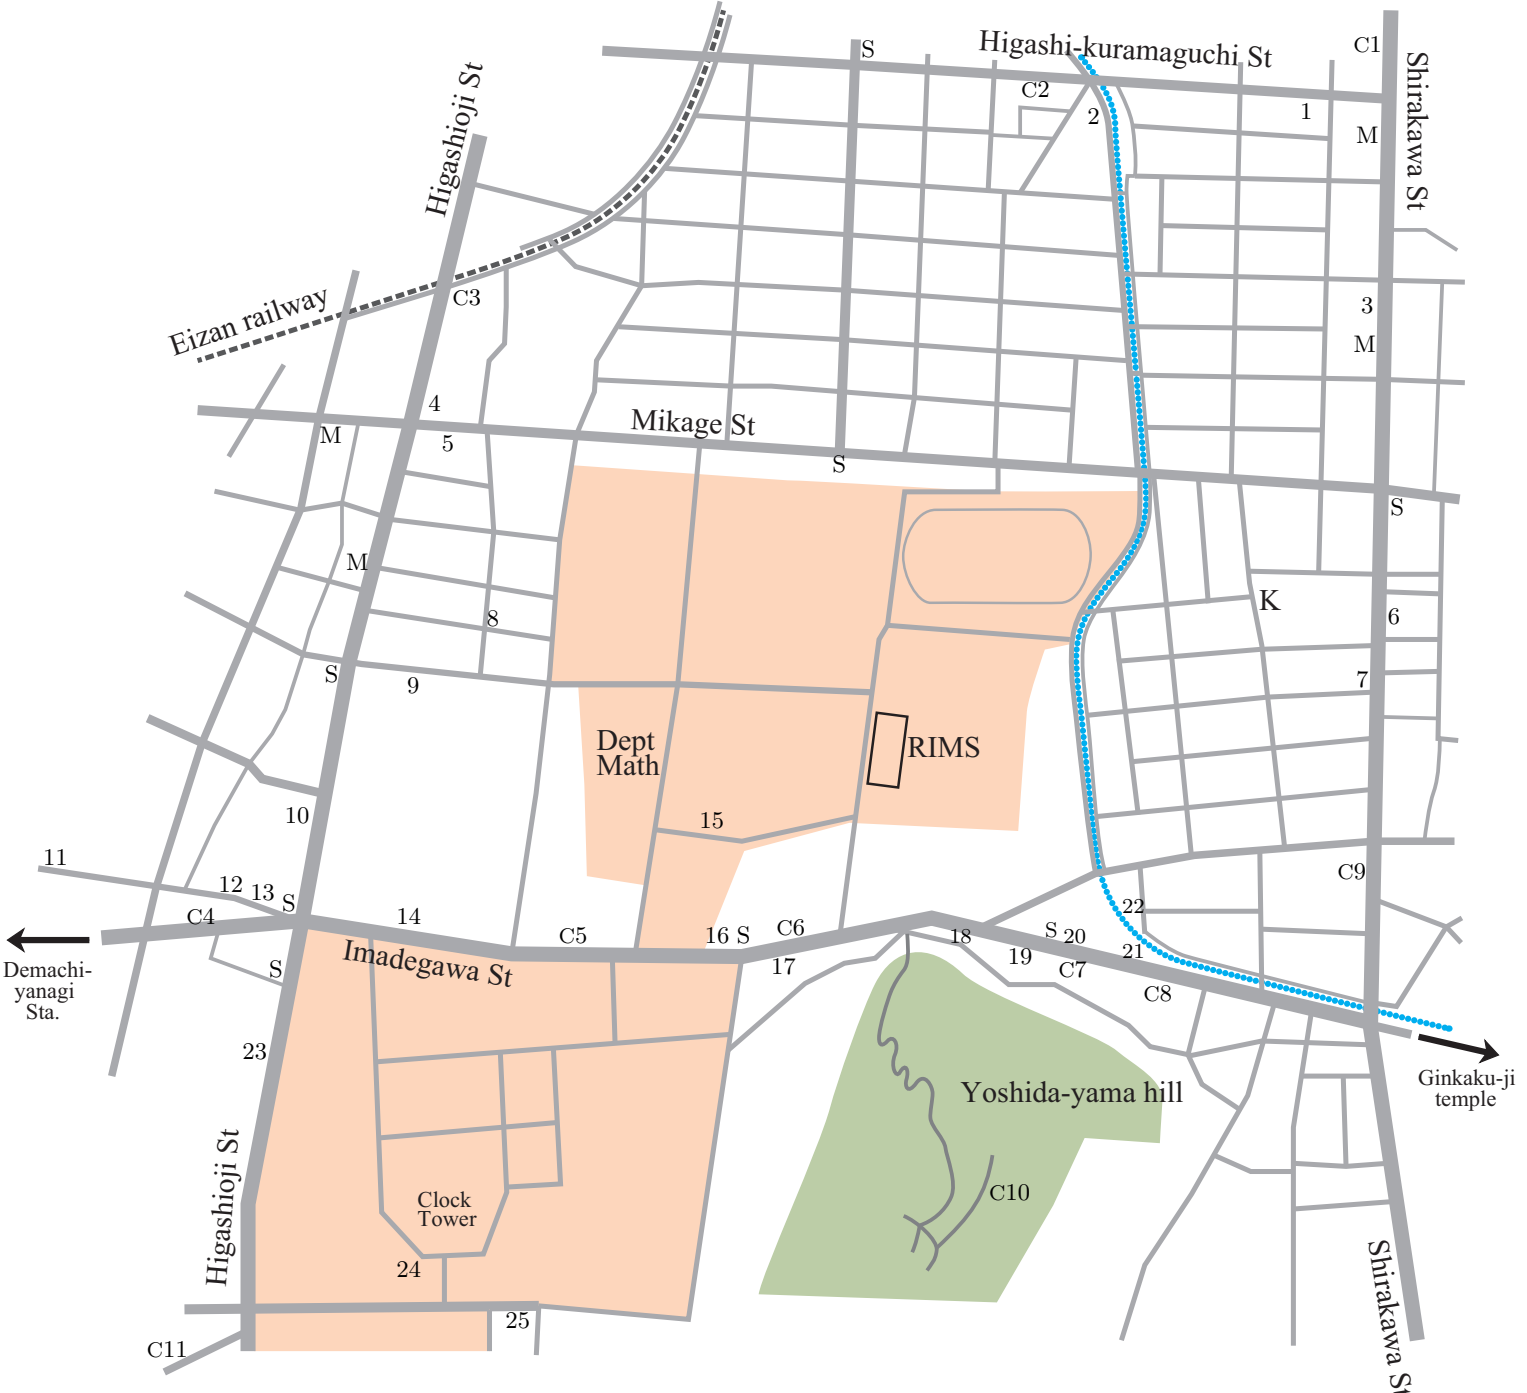 Higashi-kuramaguchi St
S
C1
Shirakawa St
C2
2
1
M
Higashioji St
Eizan railway
C3
3
M
4
5
M
Mikage St
S
S
M
8
K
6
S
9
7
Dept
Math
RIMS
10
15
11
12
13
S
C4
14
C5
16
S
C6
C9
22
18
S
20
21
19
17
C7
C8
Imadegawa St
S
Demachi-
yanagi
Sta.
23
Ginkaku-ji
temple
Yoshida-yama hill
Higashioji St
Clock
Tower
C10
24
25
C11
Shirakawa St